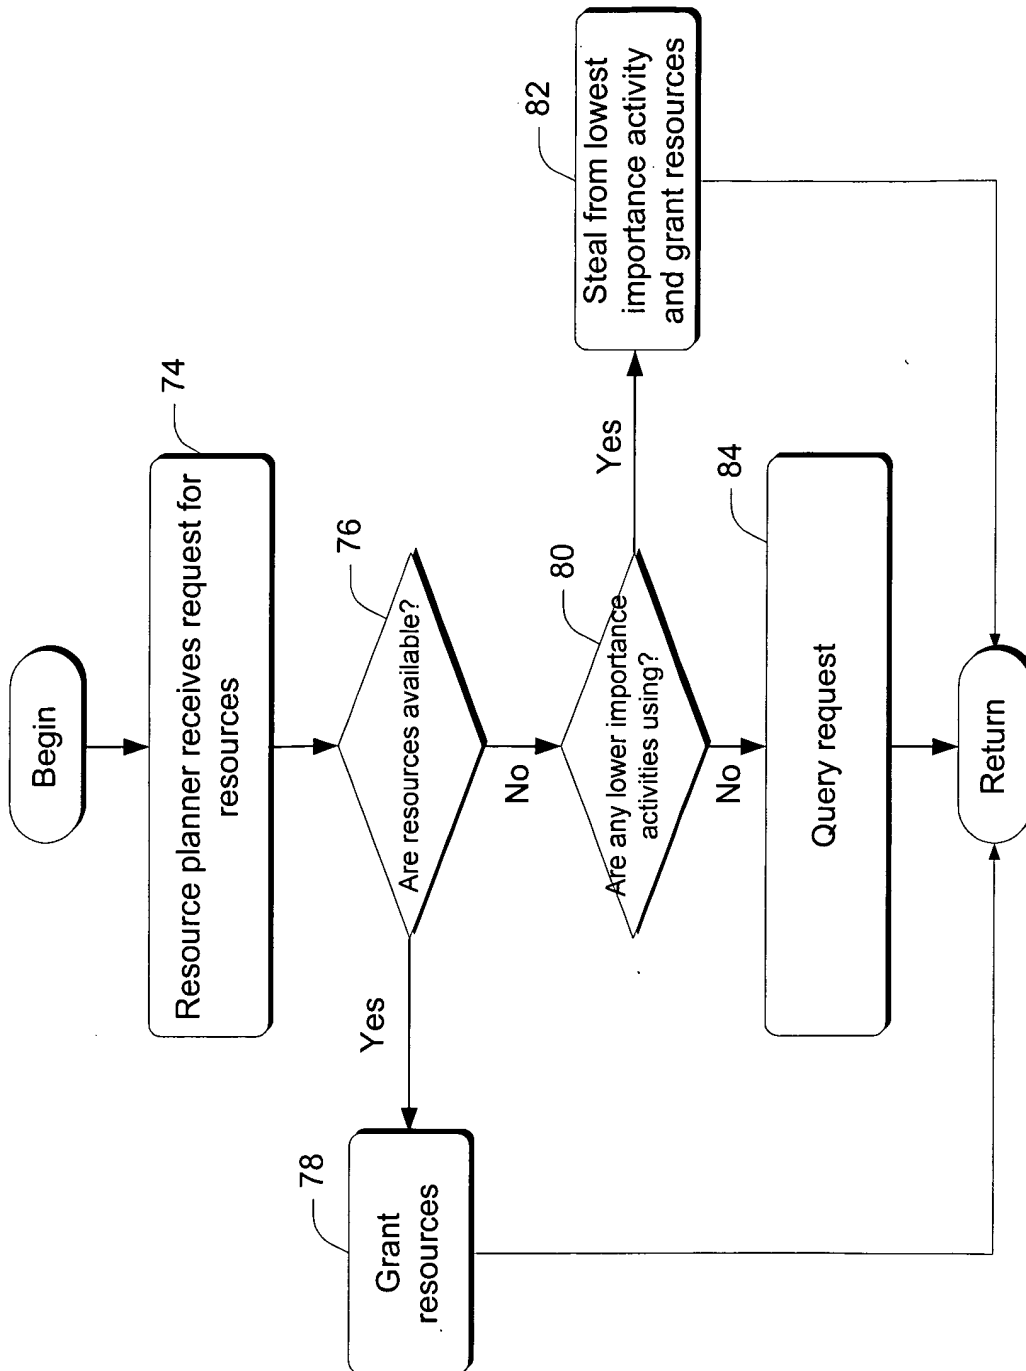 Begin
74
Resource planner receives request for
resources
76
Are resources available?
Yes
No
78
Grant
resources
80
Are any lower importance
activities using?
Yes
No
82
Steal from lowest
importance activity
and grant resources
84
Query request
Return